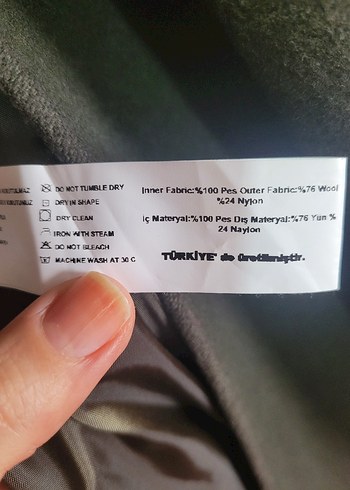 DO NOT TUMBLE DRY
DRY IN SHAPE
DRY CLEAN
IRON WITH STEAM
DO NOT BLEACH
MACHINE WASH AT 30 C
Inner Fabric:%100 Pes Outer Fabric:%76 Wool
%24 Nylon
İç Materyal:%100 Pes Dış Materyal:%76 Yün %
24 Naylon
TÜRKİYE' de üretilmiştir.